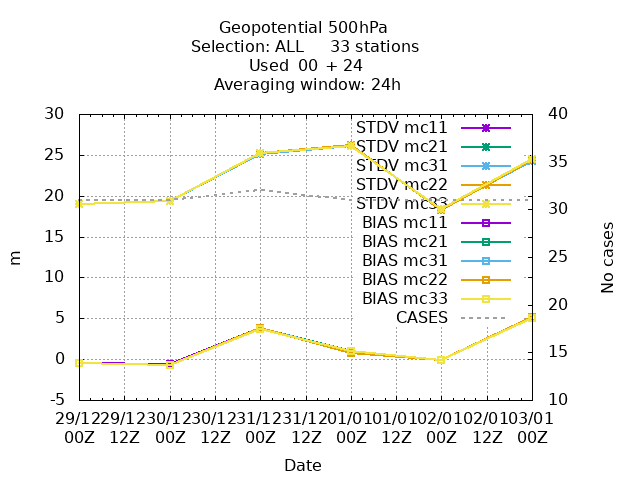 Geopotential 500hPa
Selection: ALL 33 stations
Used 00 + 24
Averaging window: 24h
30 40
STDV mc11
STDV mc21
25 35
STDV mc31
STDV mc22
20 STDV mc33 30
BIAS mc11
15 BIAS mc21 25
m No cases
BIAS mc31
10 BIAS mc22
BIAS mc33 20
5 CASES
0 15
-5 10
29/12 29/12 30/12 30/12 31/12 31/12 01/01 01/01 02/01 02/01 03/01
00Z 12Z 00Z 12Z 00Z 12Z 00Z 12Z 00Z 12Z 00Z
Date